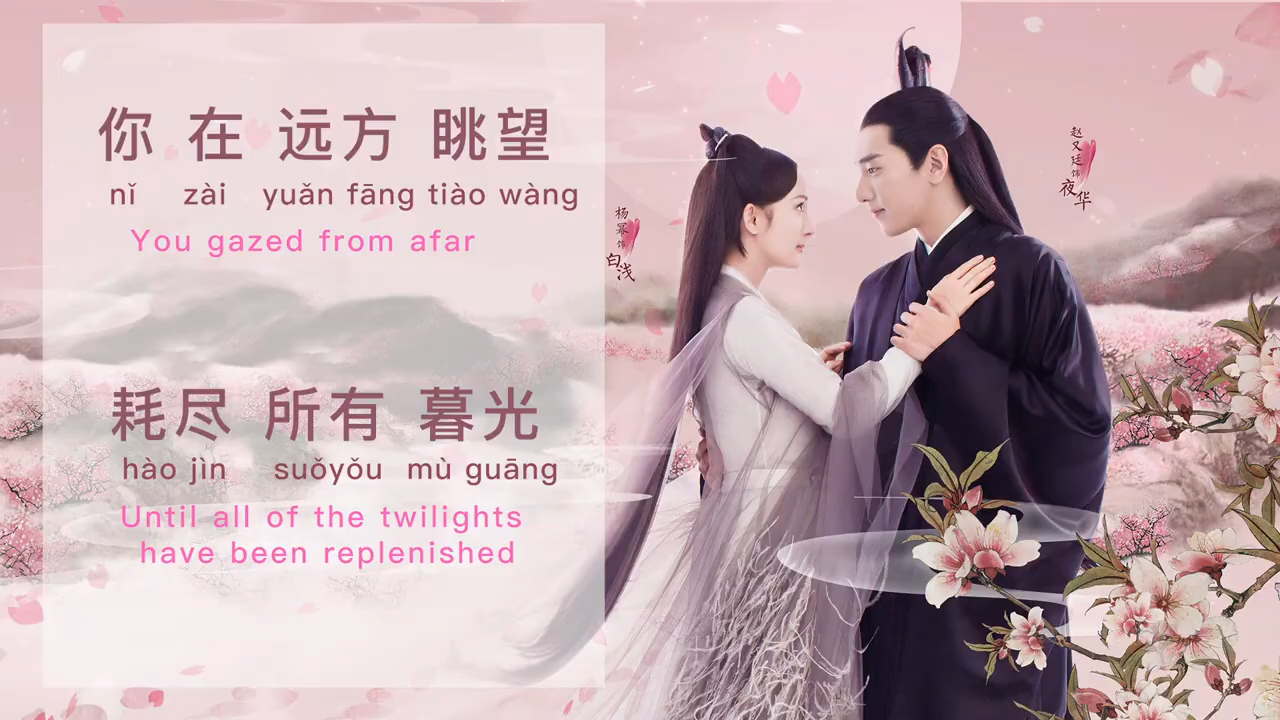 你 在 远方 眺望
nǐ zài yuǎn fāng tiào wàng
You gazed from afar
耗尽 所有 暮光
hào jìn suǒyǒu mù guāng
Until all of the twilights
have been replenished
杨幂 饰
白浅
赵又廷 饰
夜华